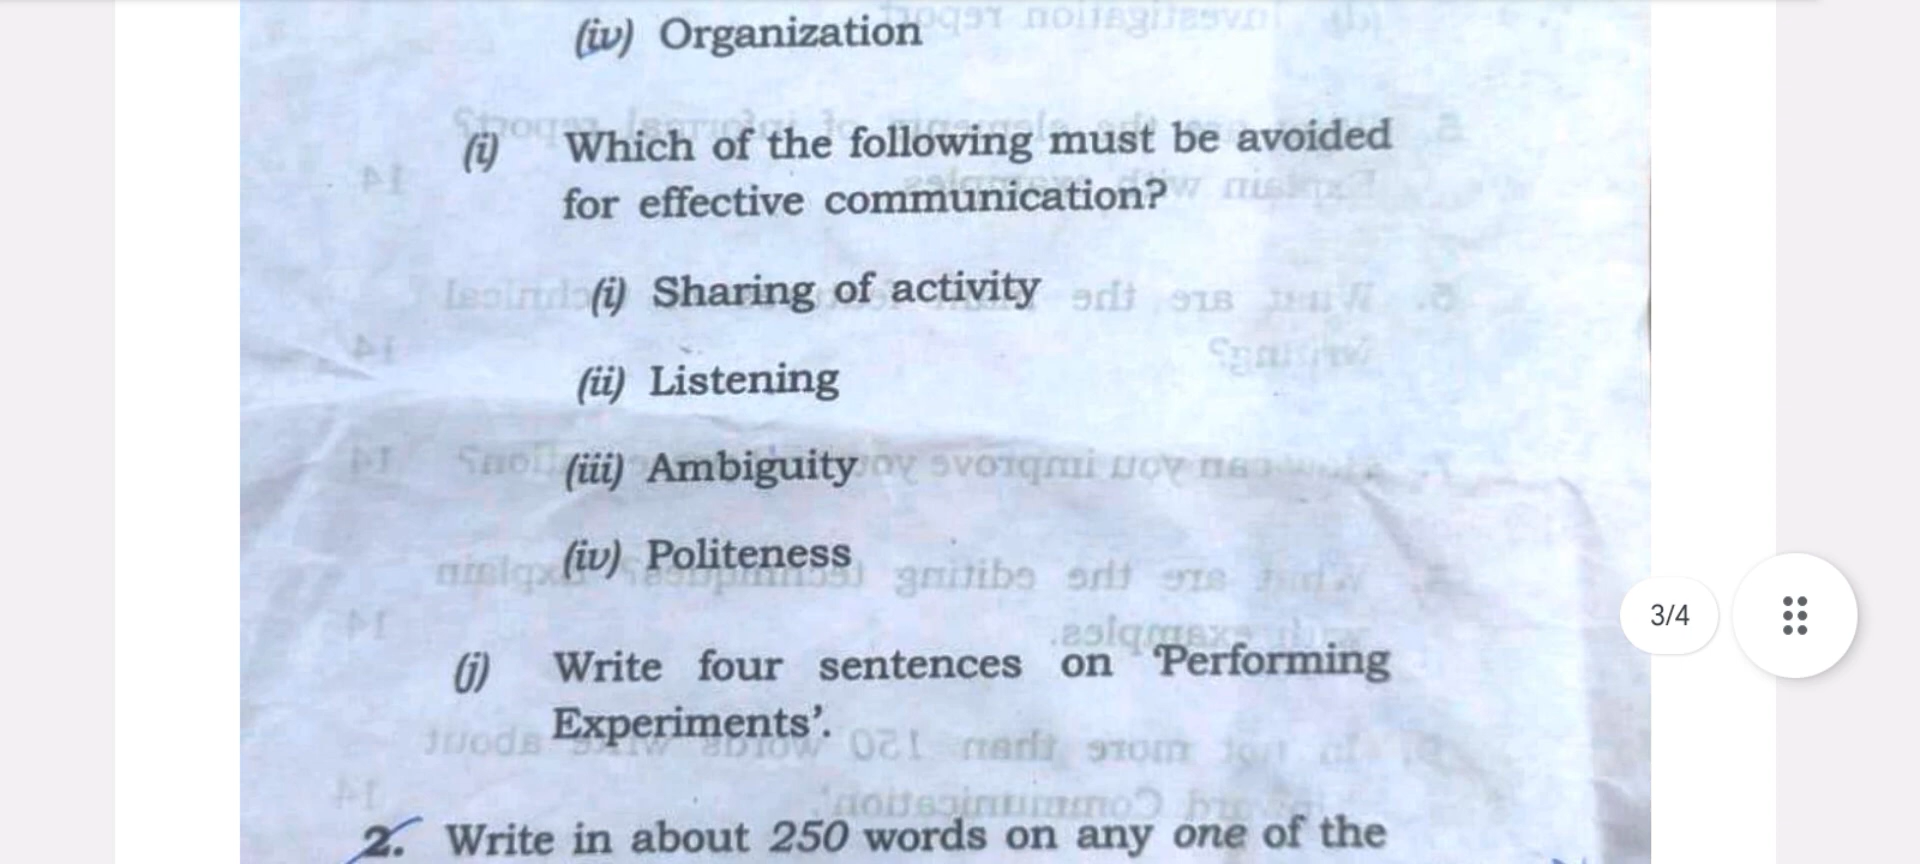 (iv) Organization
(i) Which of the following must be avoided
for effective communication?
(i) Sharing of activity
(ii) Listening
(iii) Ambiguity
(iv) Politeness
(j) Write four sentences on 'Performing
Experiments'.
3/4
2. Write in about 250 words on any one of the